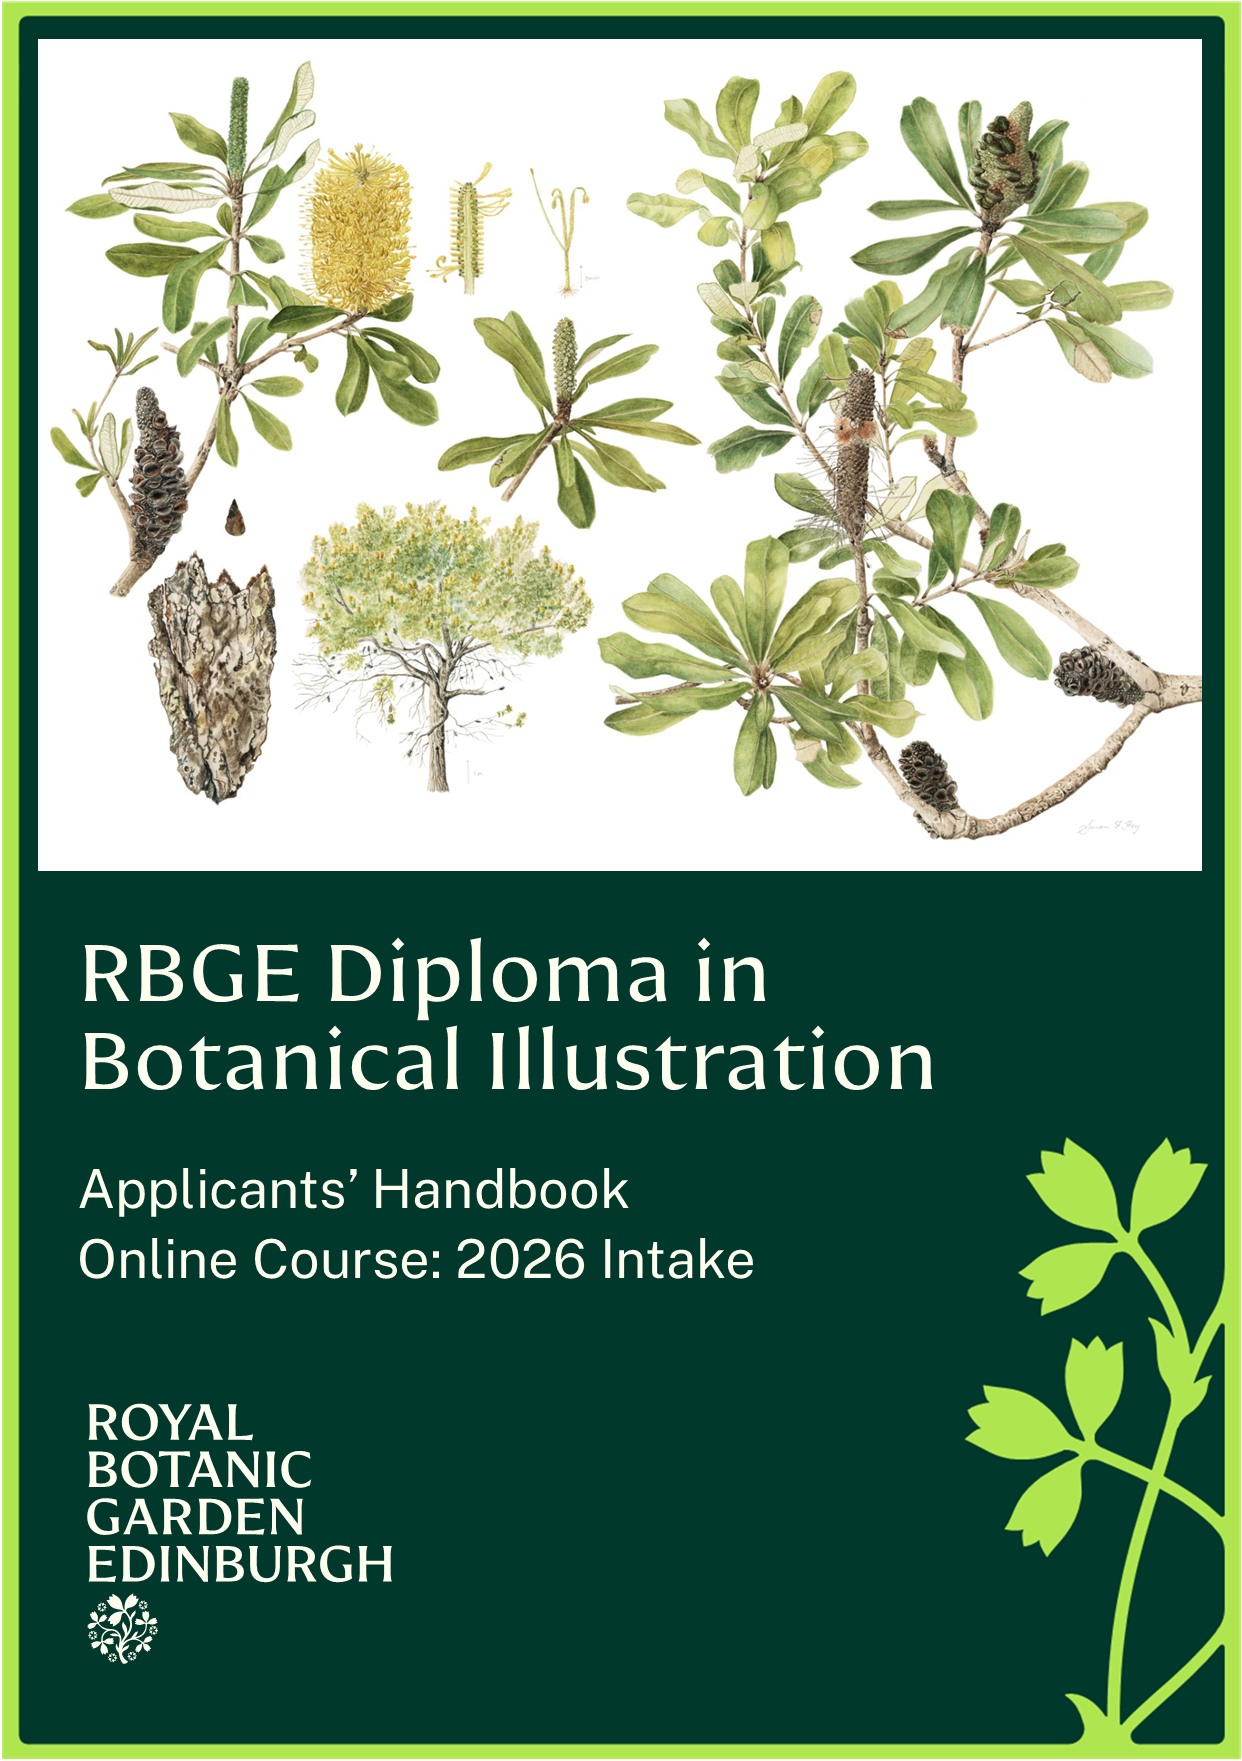 RBGE Diploma in
Botanical Illustration
Applicants’ Handbook
Online Course: 2026 Intake
ROYAL
BOTANIC
GARDEN
EDINBURGH